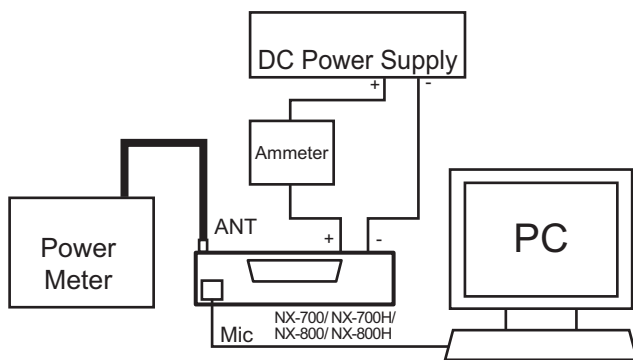 DC Power Supply
+ -
Ammeter
ANT
+ -
Power
Meter
PC
Mic
NX-700/ NX-700H/
NX-800/ NX-800H